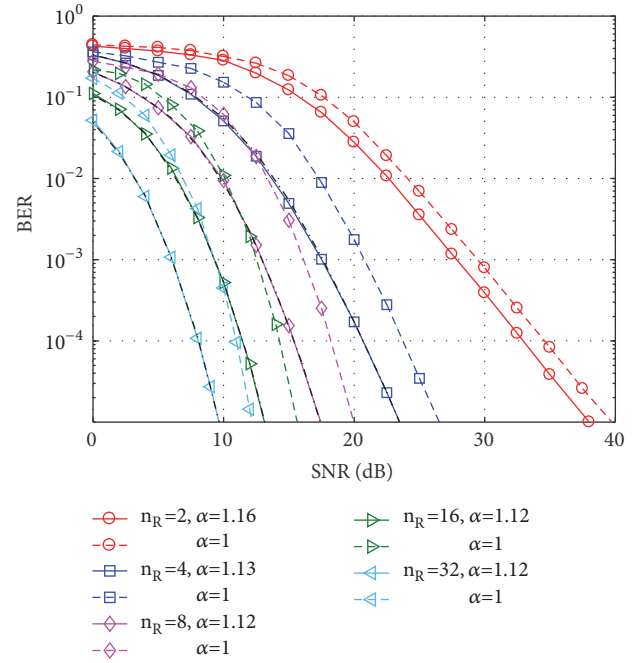 10⁰
10⁻¹
10⁻²
10⁻³
10⁻⁴
BER
0 10 20 30 40
SNR (dB)
n_R=2, α=1.16
α=1
n_R=4, α=1.13
α=1
n_R=8, α=1.12
α=1
n_R=16, α=1.12
α=1
n_R=32, α=1.12
α=1